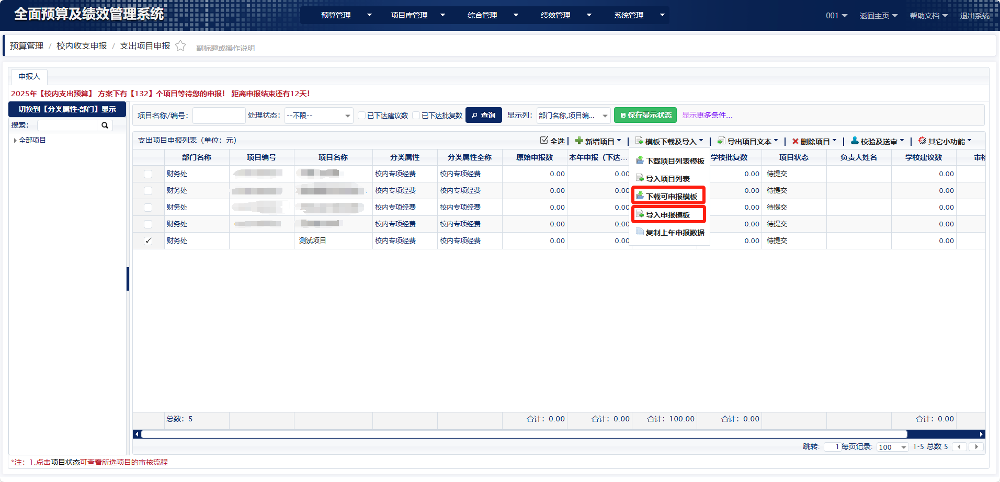 全面预算及绩效管理系统
预算管理 项目库管理 综合管理 绩效管理 系统管理
001 返回主页 帮助文档 退出系统
预算管理 / 校内收支申报 / 支出项目申报 副标题或操作说明
申报人
2025年【校内支出预算】 方案下有【132】个项目等待您的申报！ 距离申报结束还有12天！
切换到【分类属性-部门】显示
搜索：
全部项目
项目名称/编号： 处理状态： --不限-- 已下达建议数 已下达批复数 查询 显示列： 部门名称,项目编... 保存显示状态 显示更多条件...
支出项目申报列表（单位：元） 全选 新增项目 模板下载及导入 导出项目文本 删除项目 校验及送审 其它小功能
部门名称 项目编号 项目名称 分类属性 分类属性全称 原始申报数 本年申报（下达... 学校批复数 项目状态 负责人姓名 学校建议数 审核
财务处 校内专项经费 校内专项经费 0.00 0.00 0.00 待提交 0.00
财务处 校内专项经费 校内专项经费 0.00 0.00 0.00 待提交 0.00
财务处 校内专项经费 校内专项经费 0.00 0.00 0.00 待提交 0.00
财务处 校内专项经费 校内专项经费 0.00 0.00 0.00 待提交 0.00
财务处 测试项目 校内专项经费 校内专项经费 0.00 0.00 0.00 待提交 0.00
下载项目列表模板
导入项目列表
下载可申报模板
导入申报模板
复制上年申报数据
总数：5 合计：0.00 合计：0.00 合计：100.00 合计：0.00 合计：0.00
跳转： 1 每页记录: 100 1-5 总数 5
*注：1.点击项目状态可查看所选项目的审核流程